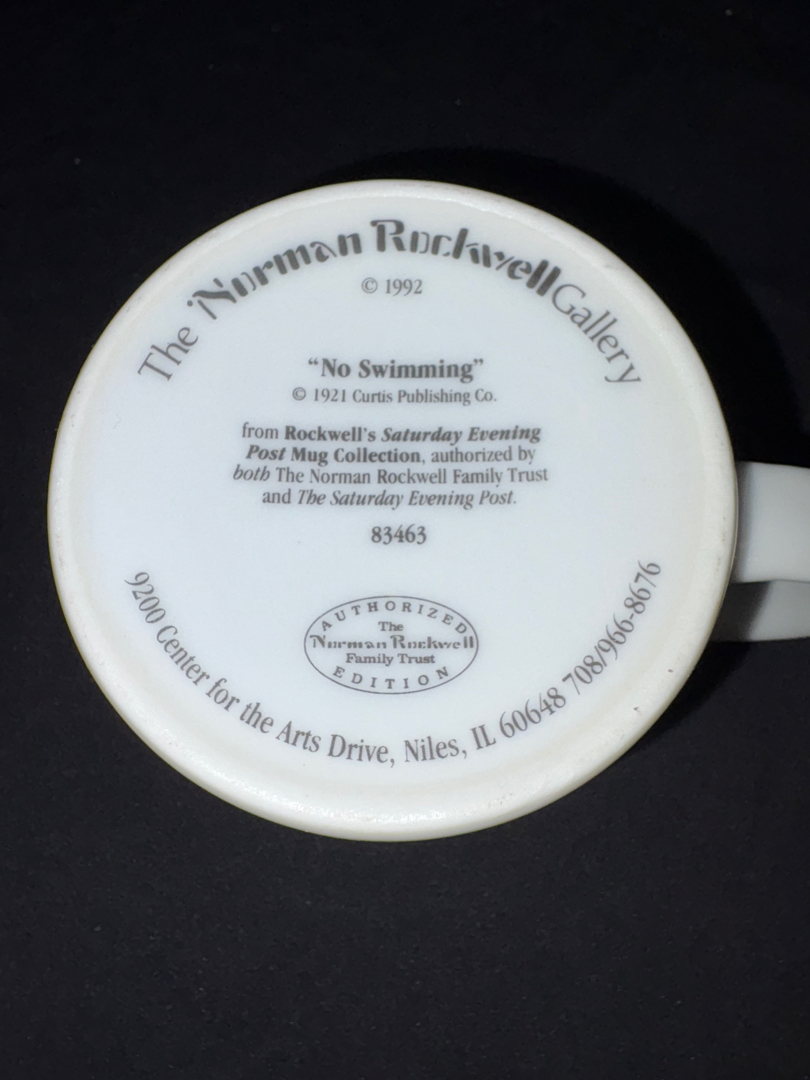 The Norman Rockwell Gallery
© 1992
“No Swimming”
© 1921 Curtis Publishing Co.
from Rockwell's Saturday Evening
Post Mug Collection, authorized by
both The Norman Rockwell Family Trust
and The Saturday Evening Post.
83463
AUTHORIZED
The
Norman Rockwell
Family Trust
EDITION
9200 Center for the Arts Drive, Niles, IL 60648 708/966-8676